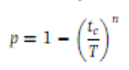 p = 1 − (t_c/T)^n